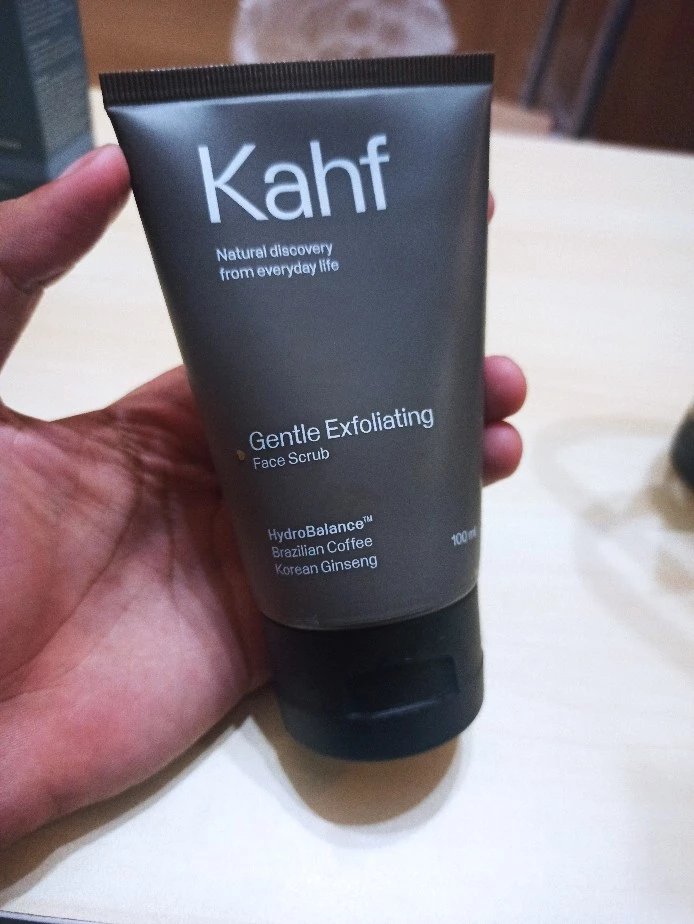 Kahf
Natural discovery
from everyday life
Gentle Exfoliating
Face Scrub
HydroBalance™
Brazilian Coffee
Korean Ginseng
100 ml